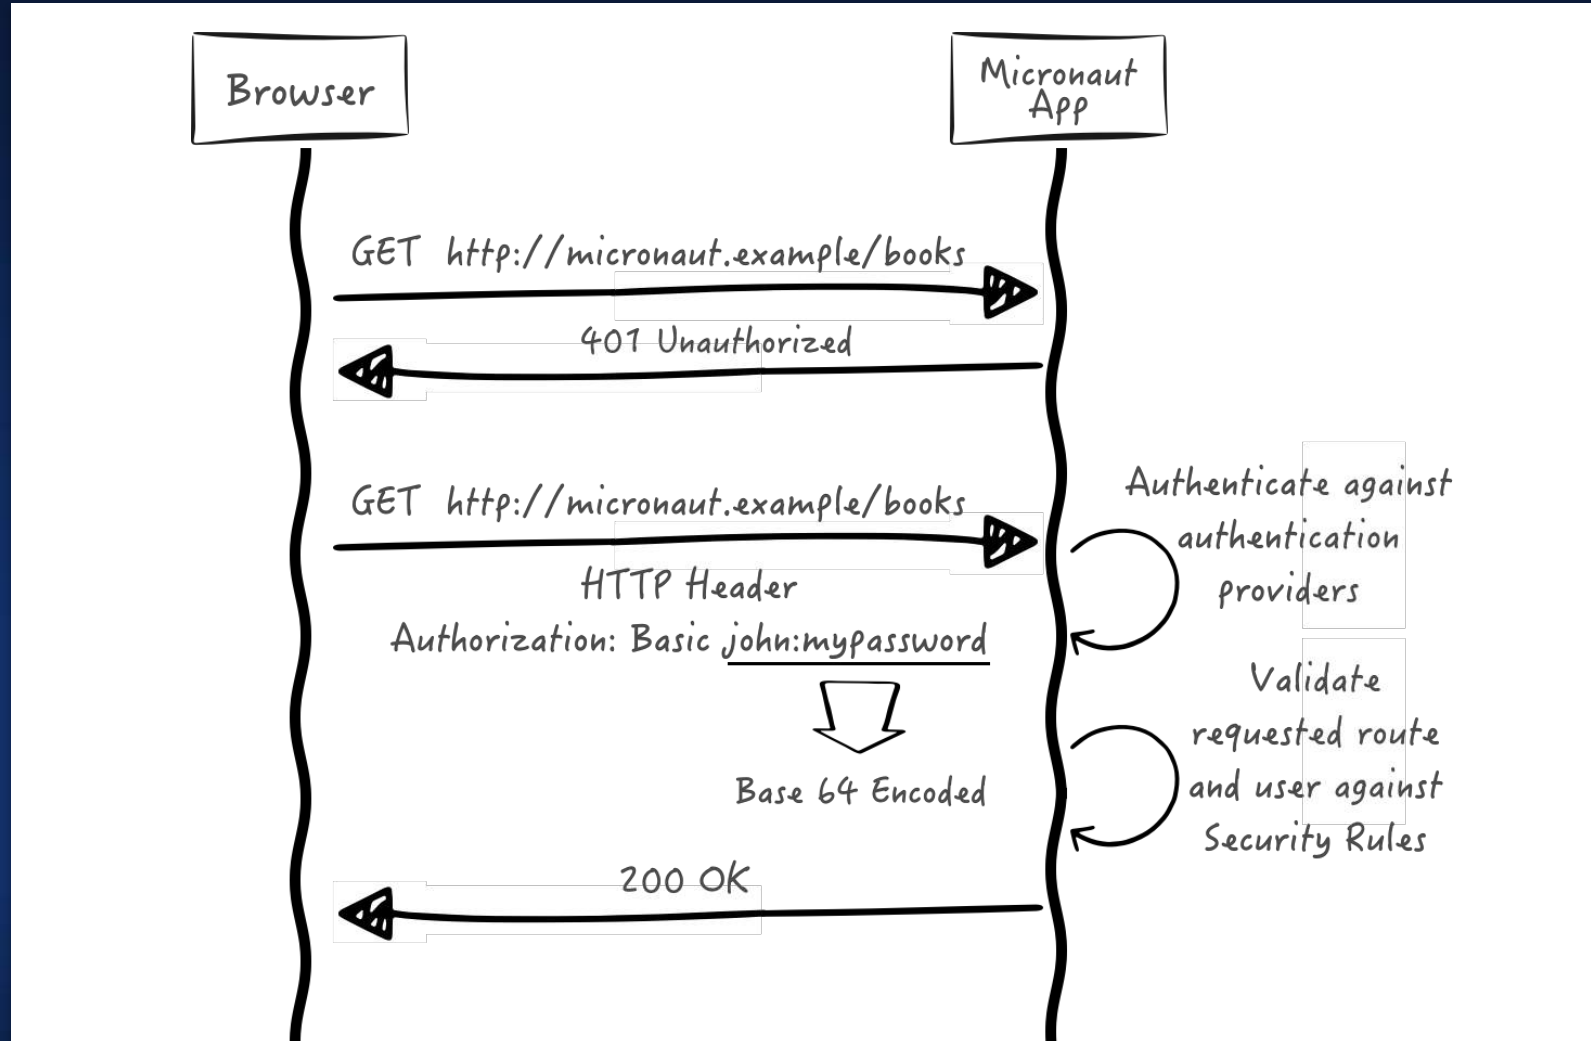 Browser
Micronaut
App
GET http://micronaut.example/books
401 Unauthorized
GET http://micronaut.example/books
HTTP Header
Authorization: Basic john:mypassword
Base 64 Encoded
Authenticate against
authentication
providers
Validate
requested route
and user against
Security Rules
200 OK